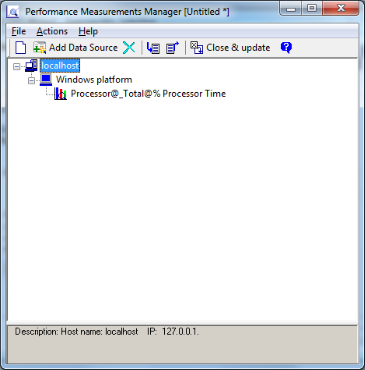 Performance Measurements Manager [Untitled *]
File Actions Help
Add Data Source Close & update
localhost
Windows platform
Processor@_Total@% Processor Time
Description: Host name: localhost IP: 127.0.0.1.